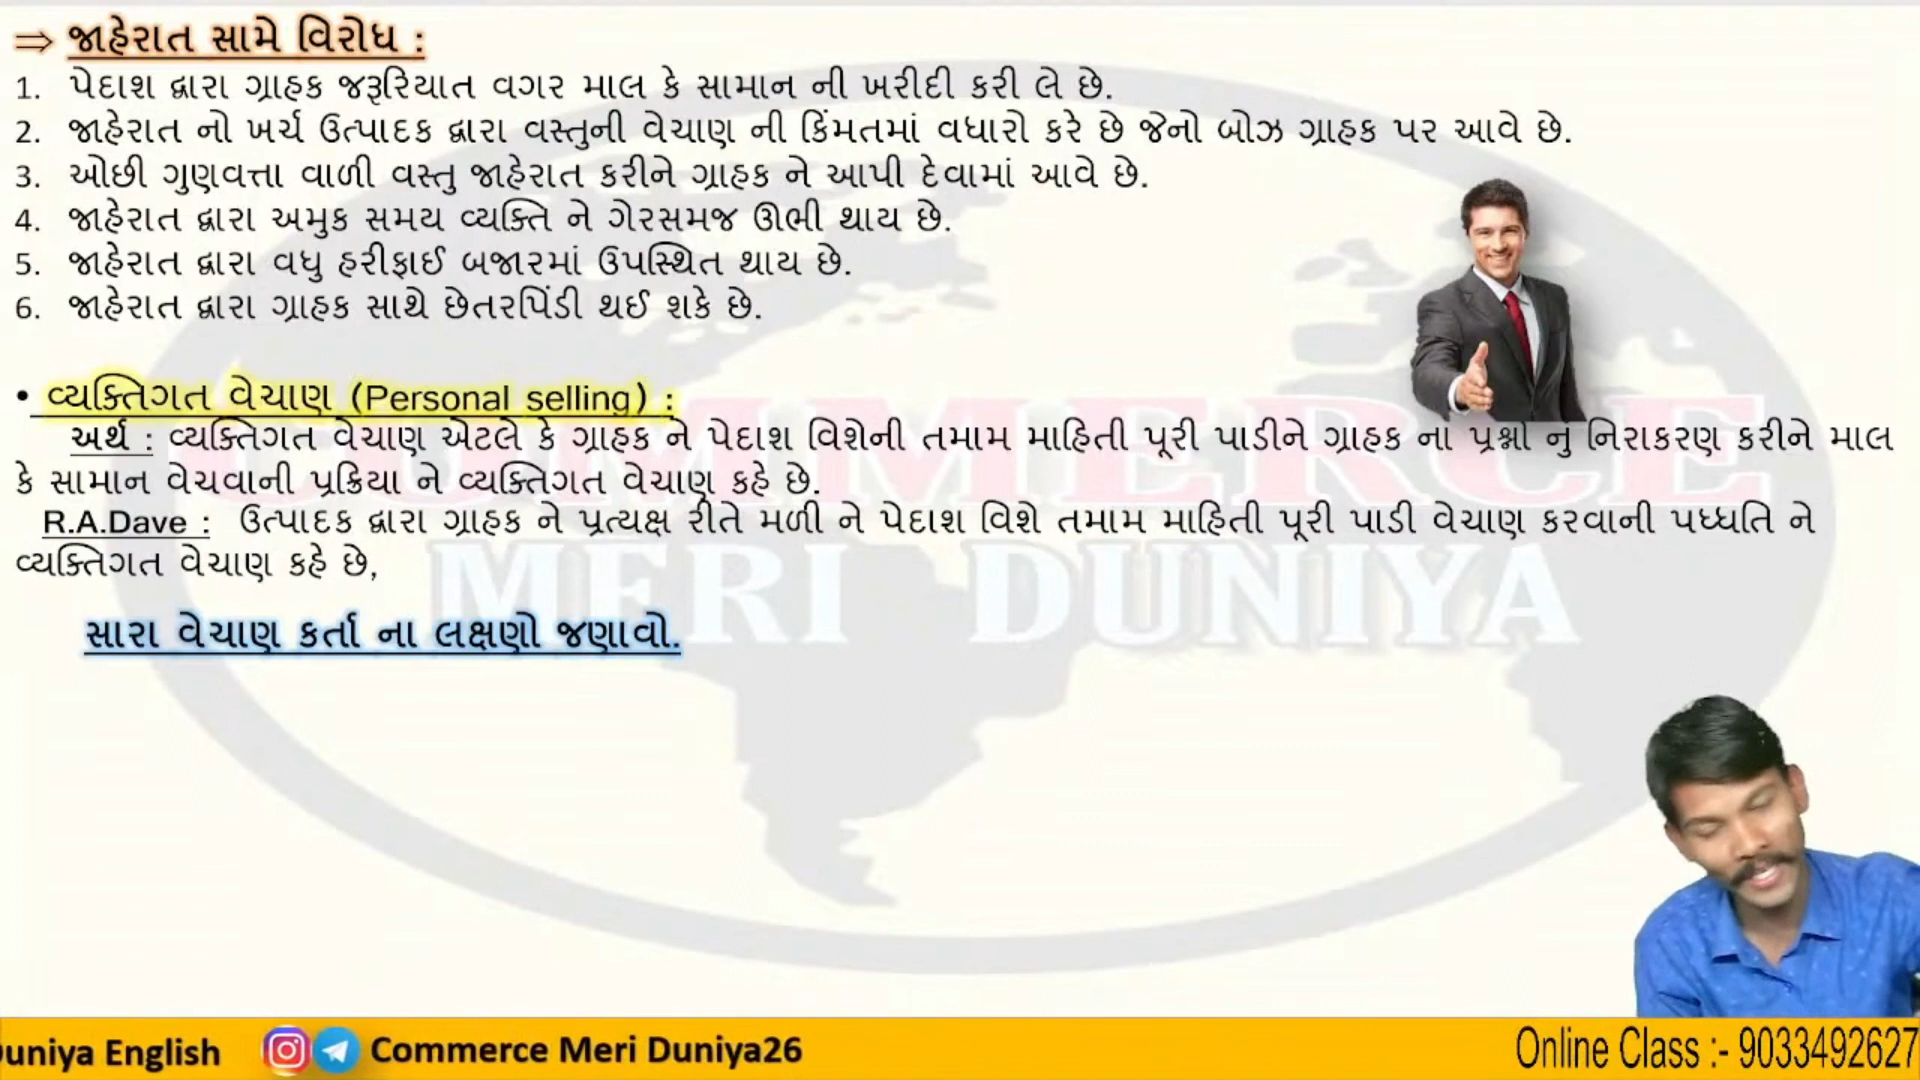 ⇒ જાહેરાત સામે વિરોધ :
1. પેદાશ દ્વારા ગ્રાહક જરૂરિયાત વગર માલ કે સામાન ની ખરીદી કરી લે છે.
2. જાહેરાત નો ખર્ચ ઉત્પાદક દ્વારા વસ્તુની વેચાણ ની કિંમતમાં વધારો કરે છે જેનો બોઝ ગ્રાહક પર આવે છે.
3. ઓછી ગુણવત્તા વાળી વસ્તુ જાહેરાત કરીને ગ્રાહક ને આપી દેવામાં આવે છે.
4. જાહેરાત દ્વારા અમુક સમય વ્યક્તિ ને ગેરસમજ ઊભી થાય છે.
5. જાહેરાત દ્વારા વધુ હરીફાઈ બજારમાં ઉપસ્થિત થાય છે.
6. જાહેરાત દ્વારા ગ્રાહક સાથે છેતરપિંડી થઈ શકે છે.
• વ્યક્તિગત વેચાણ (Personal selling) :
અર્થ : વ્યક્તિગત વેચાણ એટલે કે ગ્રાહક ને પેદાશ વિશેની તમામ માહિતી પૂરી પાડીને ગ્રાહક ના પ્રશ્નો નું નિરાકરણ કરીને માલ
કે સામાન વેચવાની પ્રક્રિયા ને વ્યક્તિગત વેચાણ કહે છે.
R.A.Dave : ઉત્પાદક દ્વારા ગ્રાહક ને પ્રત્યક્ષ રીતે મળી ને પેદાશ વિશે તમામ માહિતી પૂરી પાડી વેચાણ કરવાની પધ્ધતિ ને
વ્યક્તિગત વેચાણ કહે છે,
સારા વેચાણ કર્તા ના લક્ષણો જણાવો.
COMMERCE
MERI DUNIYA
uniya English
Commerce Meri Duniya26
Online Class :- 9033492627